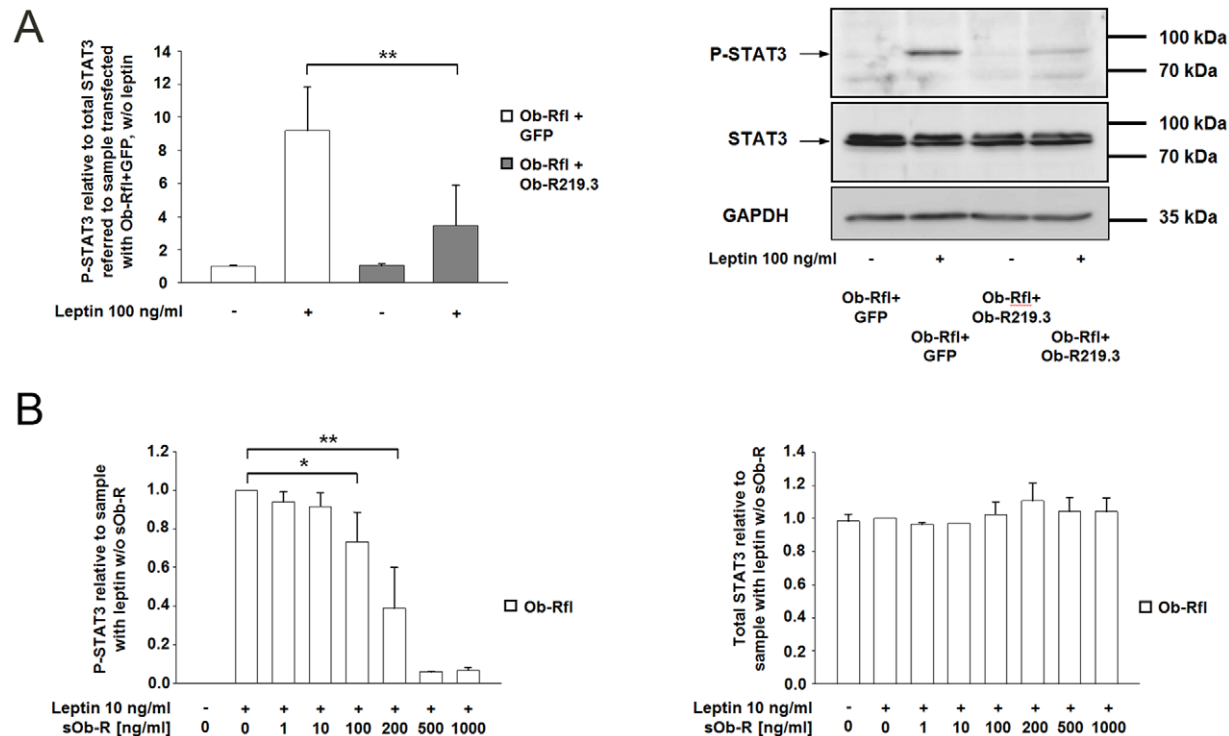 A
P-STAT3 relative to total STAT3
referred to sample transfected
with Ob-Rfl+GFP, w/o leptin
14
12
10
8
6
4
2
0
**
Ob-Rfl +
GFP
Ob-Rfl +
Ob-R219.3
Leptin 100 ng/ml - + - +
P-STAT3
100 kDa
70 kDa
STAT3
100 kDa
70 kDa
GAPDH
35 kDa
Leptin 100 ng/ml - + - +
Ob-Rfl+
GFP
Ob-Rfl+
GFP
Ob-Rfl+
Ob-R219.3
Ob-Rfl+
Ob-R219.3
B
P-STAT3 relative to sample
with leptin w/o sOb-R
1.2
1.0
0.8
0.6
0.4
0.2
0.0
**
*
Ob-Rfl
Leptin 10 ng/ml - + + + + + + +
sOb-R [ng/ml] 0 0 1 10 100 200 500 1000
Total STAT3 relative to
sample with leptin w/o sOb-R
1.4
1.2
1.0
0.8
0.6
0.4
0.2
0.0
Ob-Rfl
Leptin 10 ng/ml - + + + + + + +
sOb-R [ng/ml] 0 0 1 10 100 200 500 1000